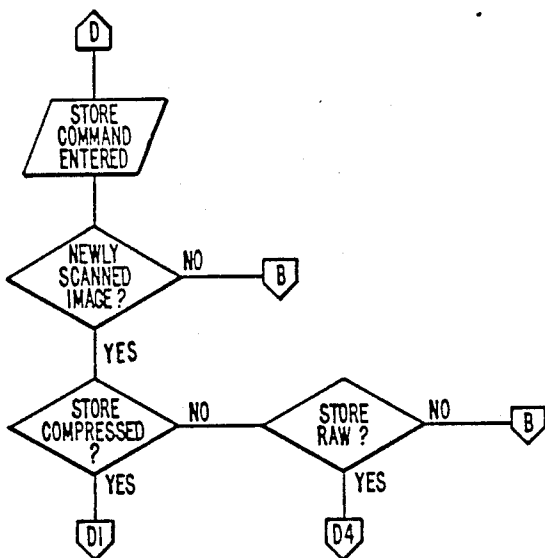 D
STORE
COMMAND
ENTERED
NEWLY
SCANNED
IMAGE?
NO
B
YES
STORE
COMPRESSED
?
NO
STORE
RAW?
NO
B
YES
YES
D1
D4